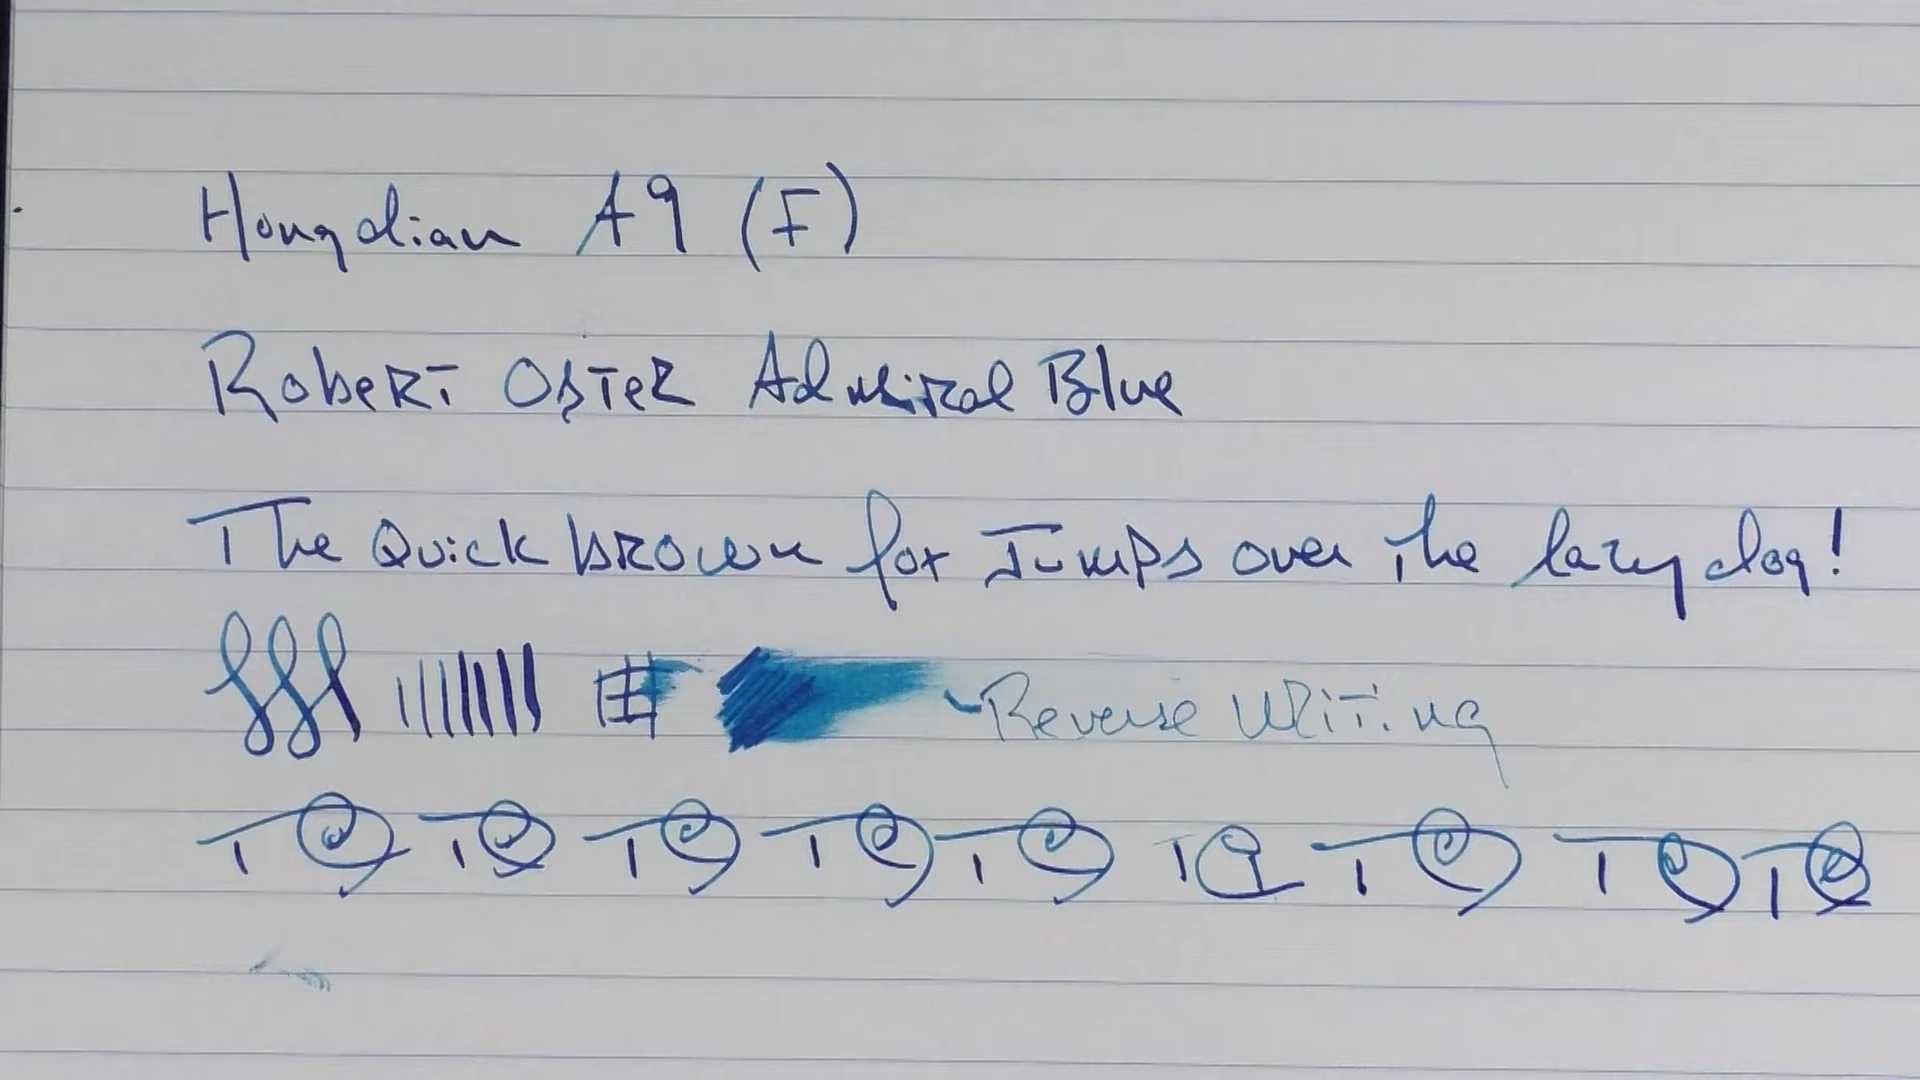 Hongdian A9 (F)
Robert Oster Admiral Blue
The Quick brown fox Jumps over The lazy dog!
Reverse Writing